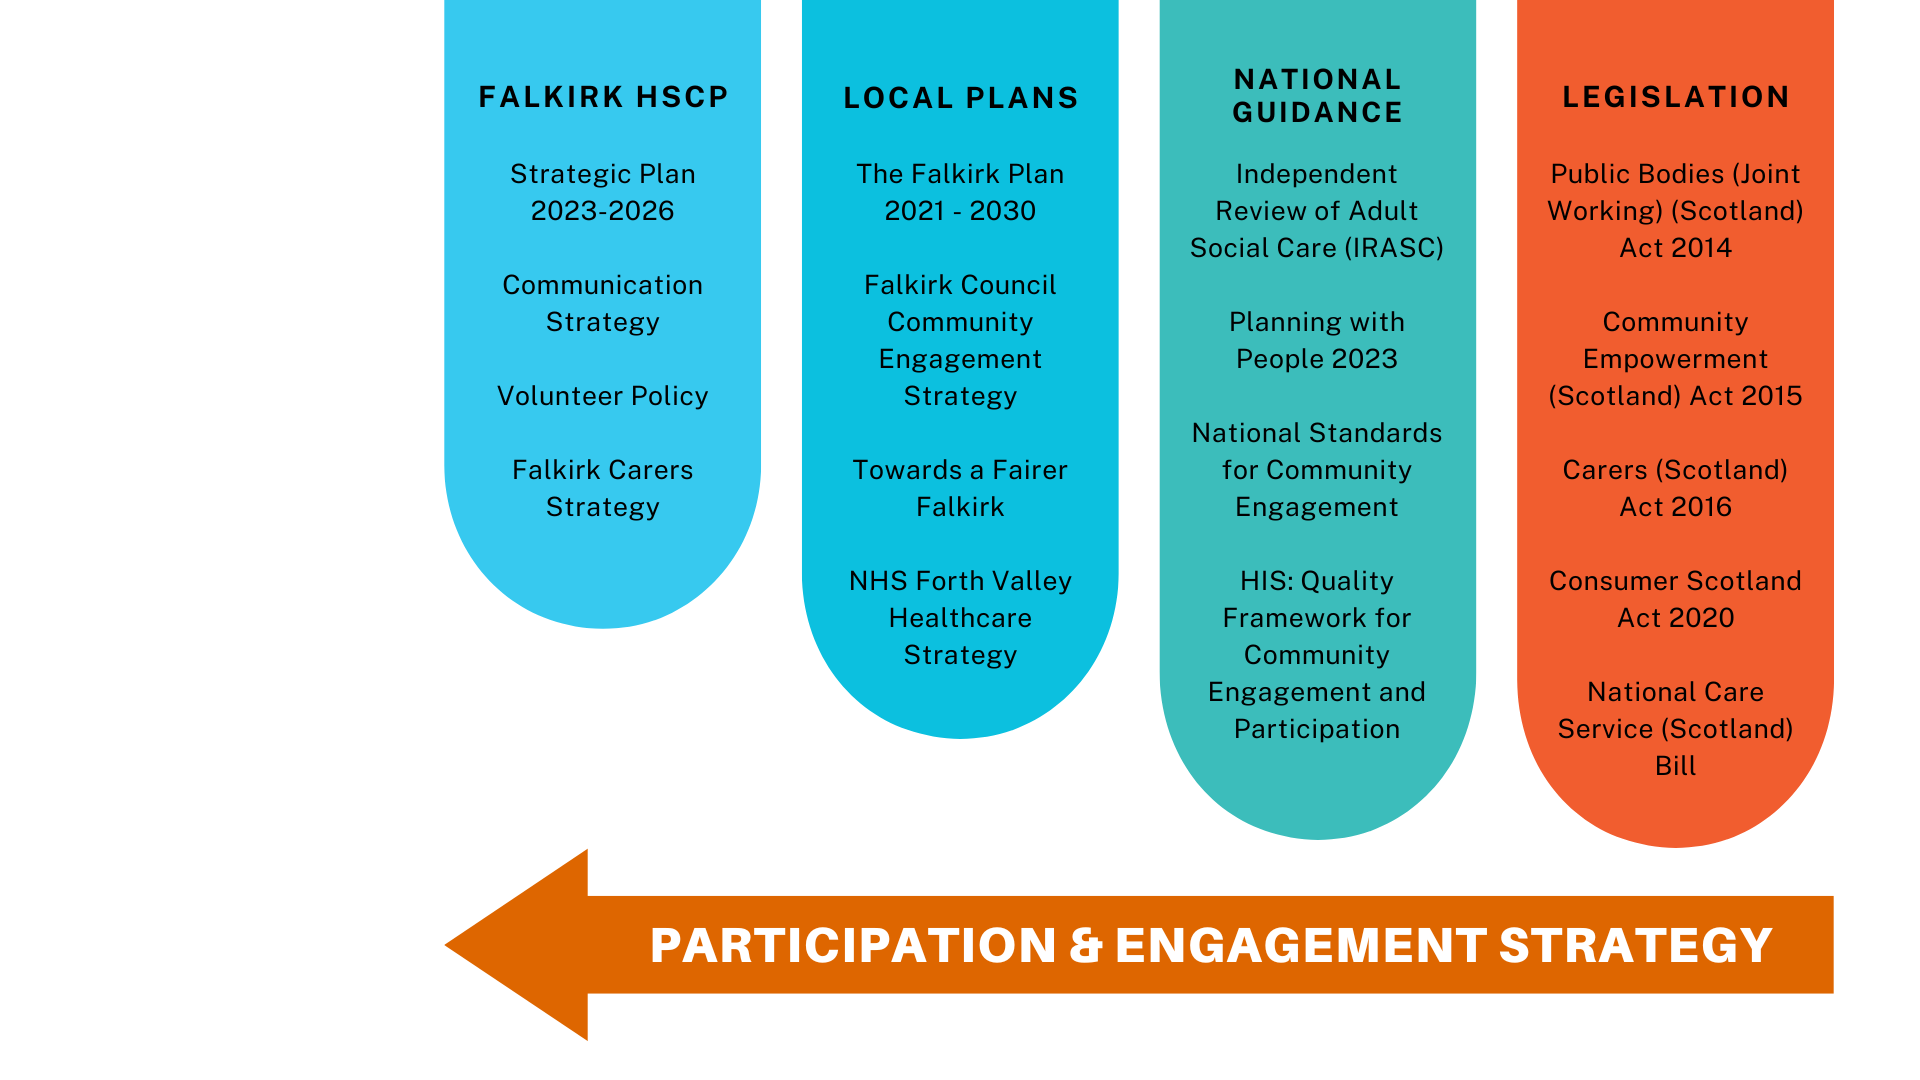 FALKIRK HSCP
Strategic Plan
2023-2026
Communication
Strategy
Volunteer Policy
Falkirk Carers
Strategy
LOCAL PLANS
The Falkirk Plan
2021 - 2030
Falkirk Council
Community
Engagement
Strategy
Towards a Fairer
Falkirk
NHS Forth Valley
Healthcare
Strategy
NATIONAL
GUIDANCE
Independent
Review of Adult
Social Care (IRASC)
Planning with
People 2023
National Standards
for Community
Engagement
HIS: Quality
Framework for
Community
Engagement and
Participation
LEGISLATION
Public Bodies (Joint
Working) (Scotland)
Act 2014
Community
Empowerment
(Scotland) Act 2015
Carers (Scotland)
Act 2016
Consumer Scotland
Act 2020
National Care
Service (Scotland)
Bill
PARTICIPATION & ENGAGEMENT STRATEGY